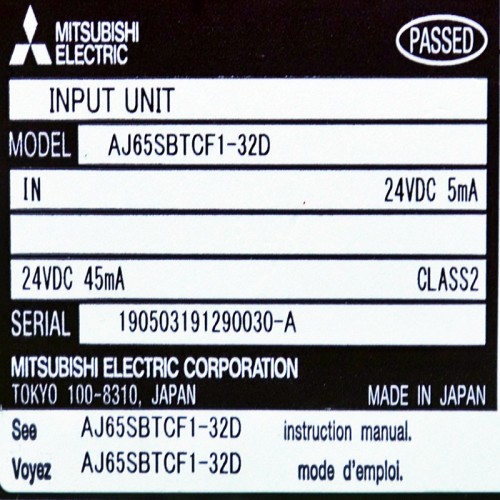 MITSUBISHI
ELECTRIC
PASSED
INPUT UNIT
MODEL AJ65SBTCF1-32D
IN 24VDC 5mA
24VDC 45mA CLASS2
SERIAL 190503191290030-A
MITSUBISHI ELECTRIC CORPORATION
TOKYO 100-8310, JAPAN MADE IN JAPAN
See AJ65SBTCF1-32D instruction manual.
Voyez AJ65SBTCF1-32D mode d'emploi.